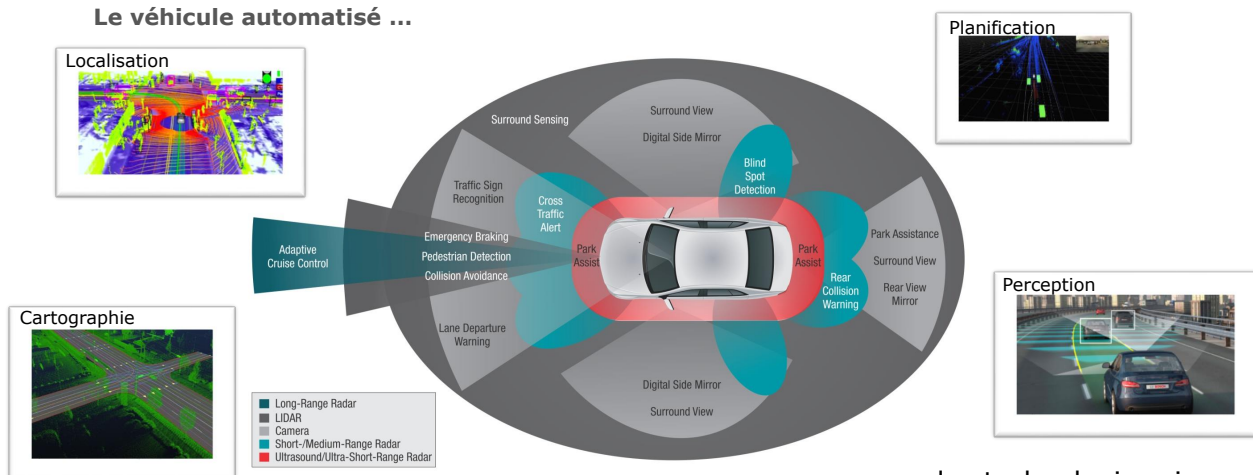 Le véhicule automatisé ...
Localisation
Planification
Surround Sensing
Surround View
Digital Side Mirror
Blind
Spot
Detection
Traffic Sign
Recognition
Cross
Traffic
Alert
Adaptive
Cruise Control
Emergency Braking
Pedestrian Detection
Collision Avoidance
Park
Assist
Park
Assist
Park Assistance
Surround View
Rear View
Mirror
Rear
Collision
Warning
Lane Departure
Warning
Digital Side Mirror
Surround View
Cartographie
Perception
Long-Range Radar
LIDAR
Camera
Short-/Medium-Range Radar
Ultrasound/Ultra-Short-Range Radar